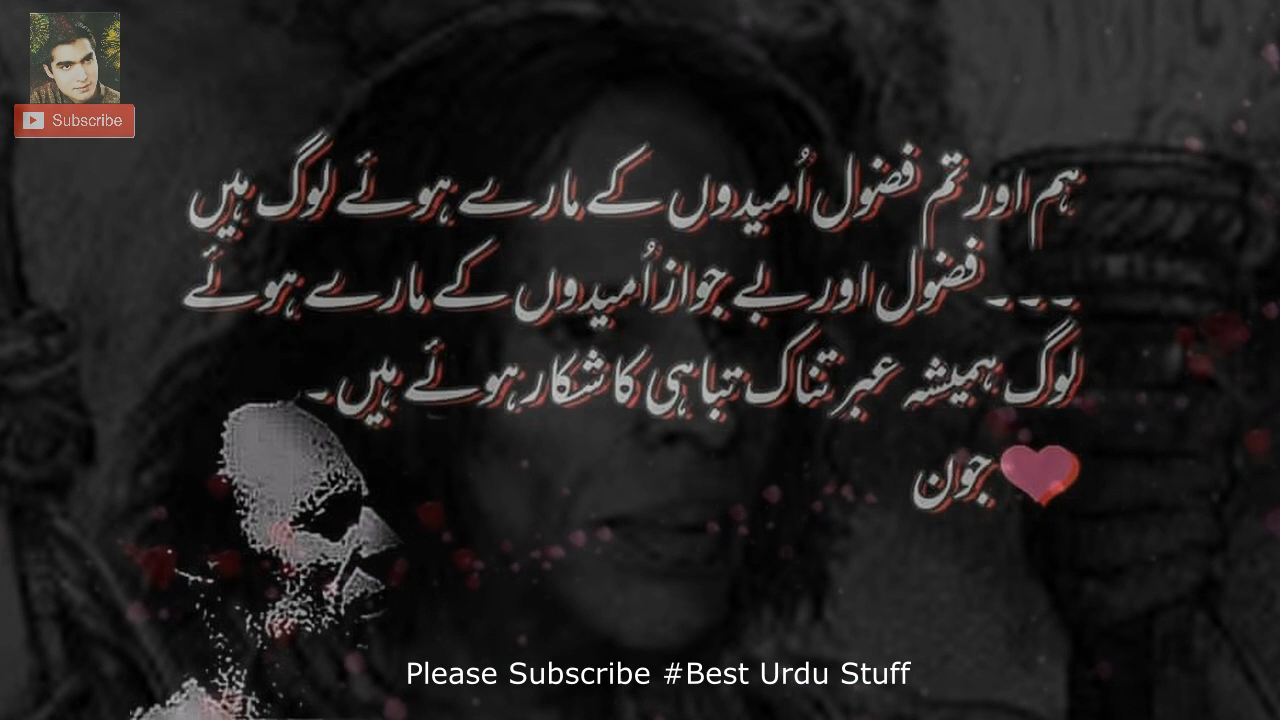 Subscribe
ہم اور تم فضول اُمیدوں کے مارے ہوئے لوگ ہیں
۔۔۔ فضول اور بے جواز اُمیدوں کے مارے ہوئے
لوگ ہمیشہ عبرتناک تباہی کا شکار ہوئے ہیں۔
❤ جون
Please Subscribe #Best Urdu Stuff